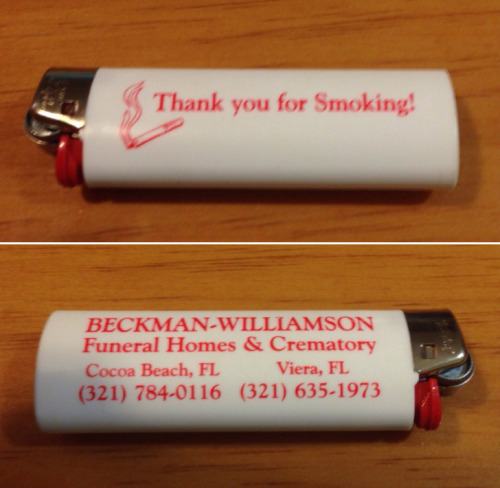 Thank you for Smoking!
BECKMAN-WILLIAMSON
Funeral Homes & Crematory
Cocoa Beach, FL Viera, FL
(321) 784-0116 (321) 635-1973